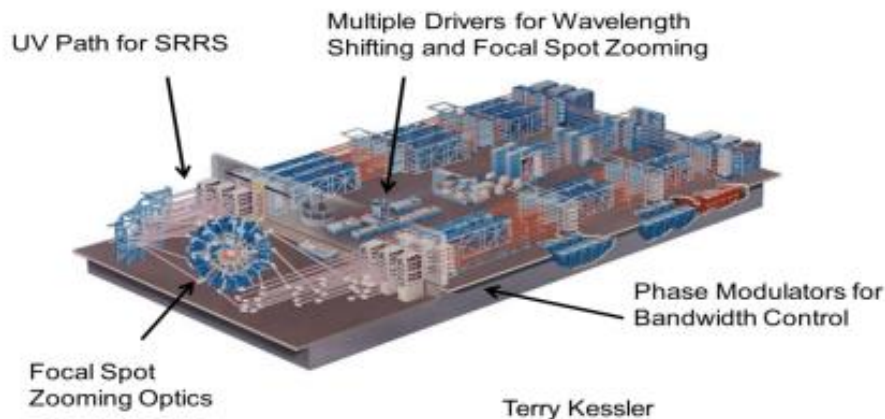 UV Path for SRRS
Multiple Drivers for Wavelength
Shifting and Focal Spot Zooming
Phase Modulators for
Bandwidth Control
Focal Spot
Zooming Optics
Terry Kessler